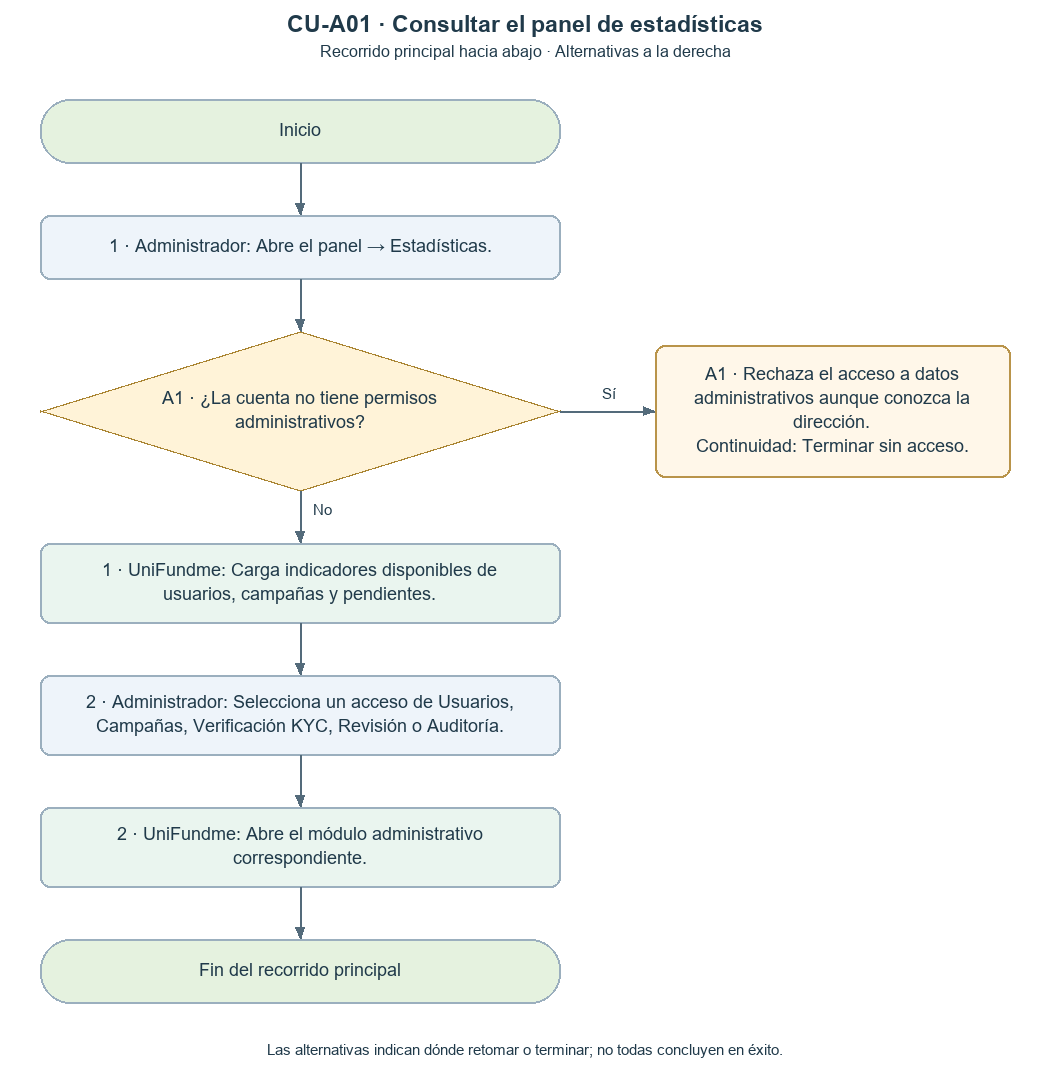 CU-A01 · Consultar el panel de estadísticas
Recorrido principal hacia abajo · Alternativas a la derecha
Inicio
1 · Administrador: Abre el panel → Estadísticas.
A1 · ¿La cuenta no tiene permisos
administrativos?
Sí
A1 · Rechaza el acceso a datos
administrativos aunque conozca la
dirección.
Continuidad: Terminar sin acceso.
No
1 · UniFundme: Carga indicadores disponibles de
usuarios, campañas y pendientes.
2 · Administrador: Selecciona un acceso de Usuarios,
Campañas, Verificación KYC, Revisión o Auditoría.
2 · UniFundme: Abre el módulo administrativo
correspondiente.
Fin del recorrido principal
Las alternativas indican dónde retomar o terminar; no todas concluyen en éxito.